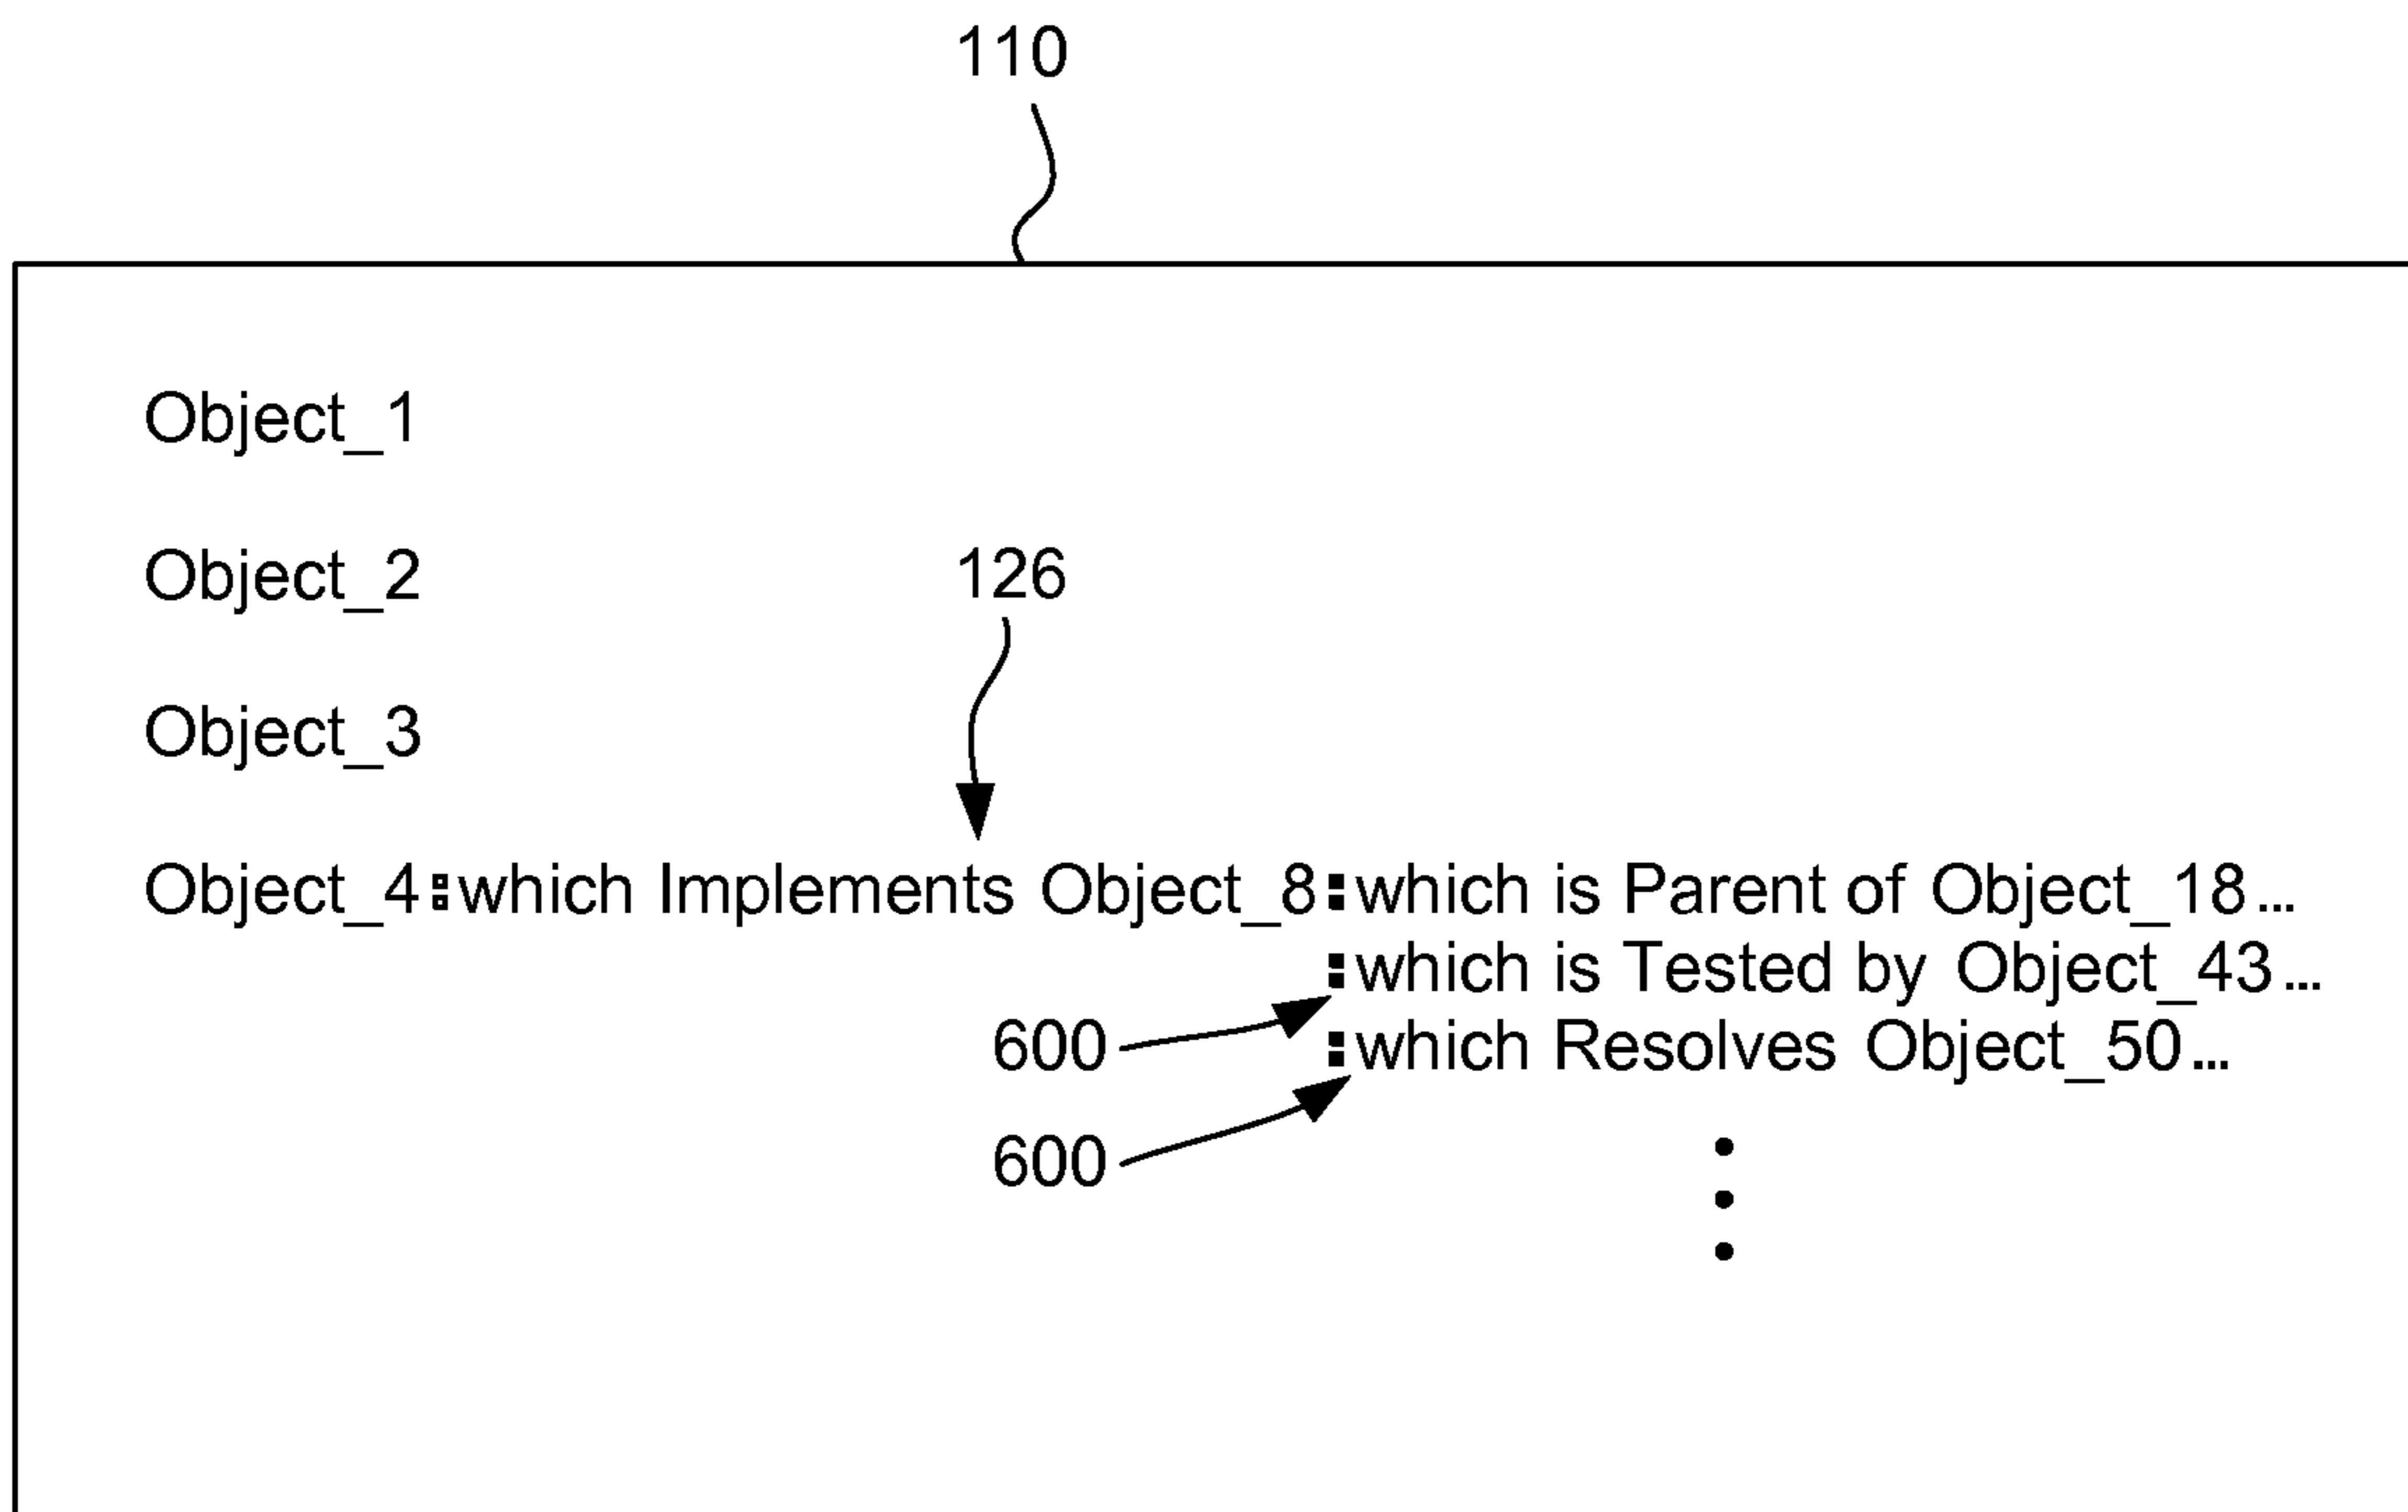 110
Object_1
Object_2
126
Object_3
Object_4:which Implements Object_8:which is Parent of Object_18...
:which is Tested by Object_43...
600
:which Resolves Object_50...
600